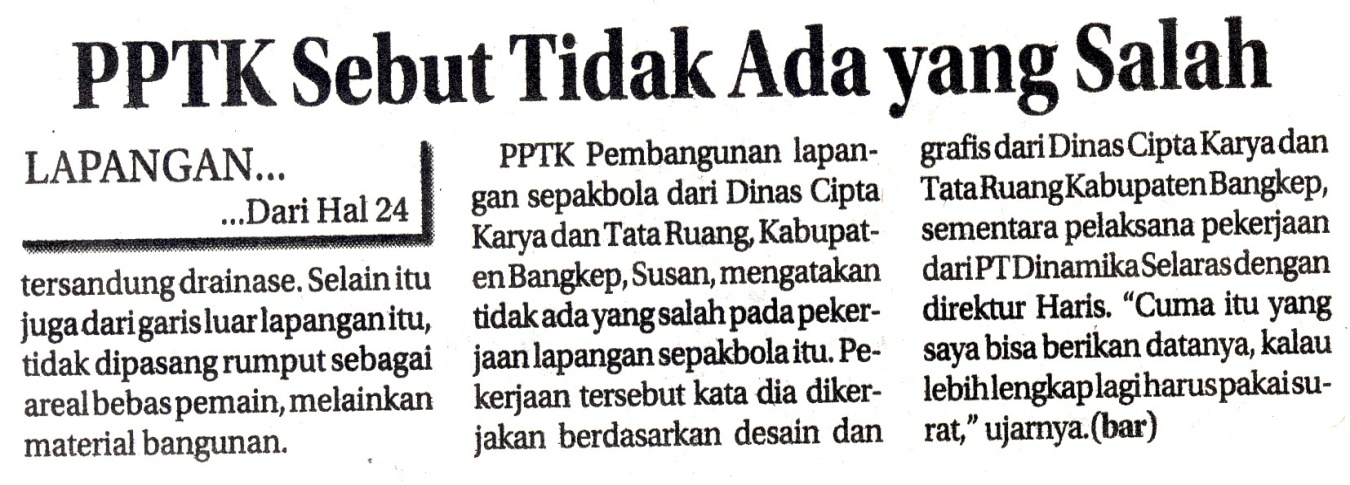 PPTK Sebut Tidak Ada yang Salah
LAPANGAN...
...Dari Hal 24
tersandung drainase. Selain itu
juga dari garis luar lapangan itu,
tidak dipasang rumput sebagai
areal bebas pemain, melainkan
material bangunan.
PPTK Pembangunan lapan-
gan sepakbola dari Dinas Cipta
Karya dan Tata Ruang, Kabupat-
en Bangkep, Susan, mengatakan
tidak ada yang salah pada peker-
jaan lapangan sepakbola itu. Pe-
kerjaan tersebut kata dia diker-
jakan berdasarkan desain dan
grafis dari Dinas Cipta Karya dan
Tata Ruang Kabupaten Bangkep,
sementara pelaksana pekerjaan
dari PT Dinamika Selaras dengan
direktur Haris. “Cuma itu yang
saya bisa berikan datanya, kalau
lebih lengkap lagi harus pakai su-
rat,” ujarnya.(bar)